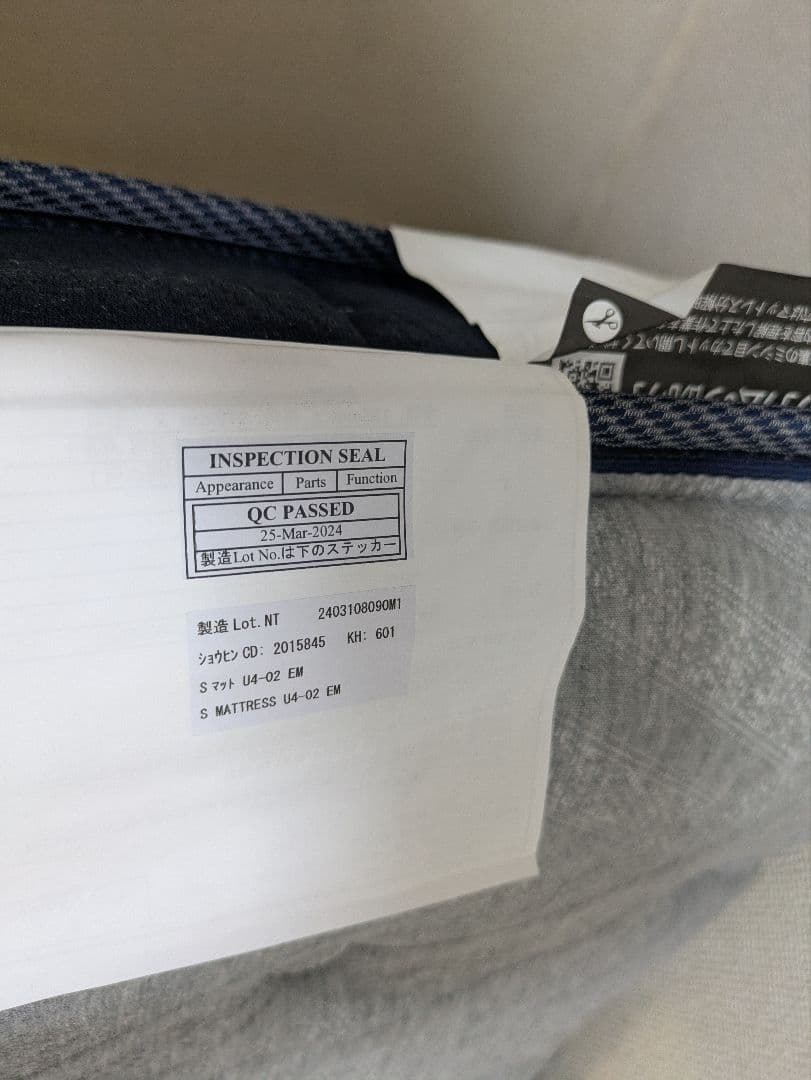 INSPECTION SEAL
Appearance Parts Function
QC PASSED
25-Mar-2024
製造Lot No.は下のステッカー
製造 Lot. NT 2403108090M1
ショウヒン CD: 2015845 KH: 601
S マット U4-02 EM
S MATTRESS U4-02 EM